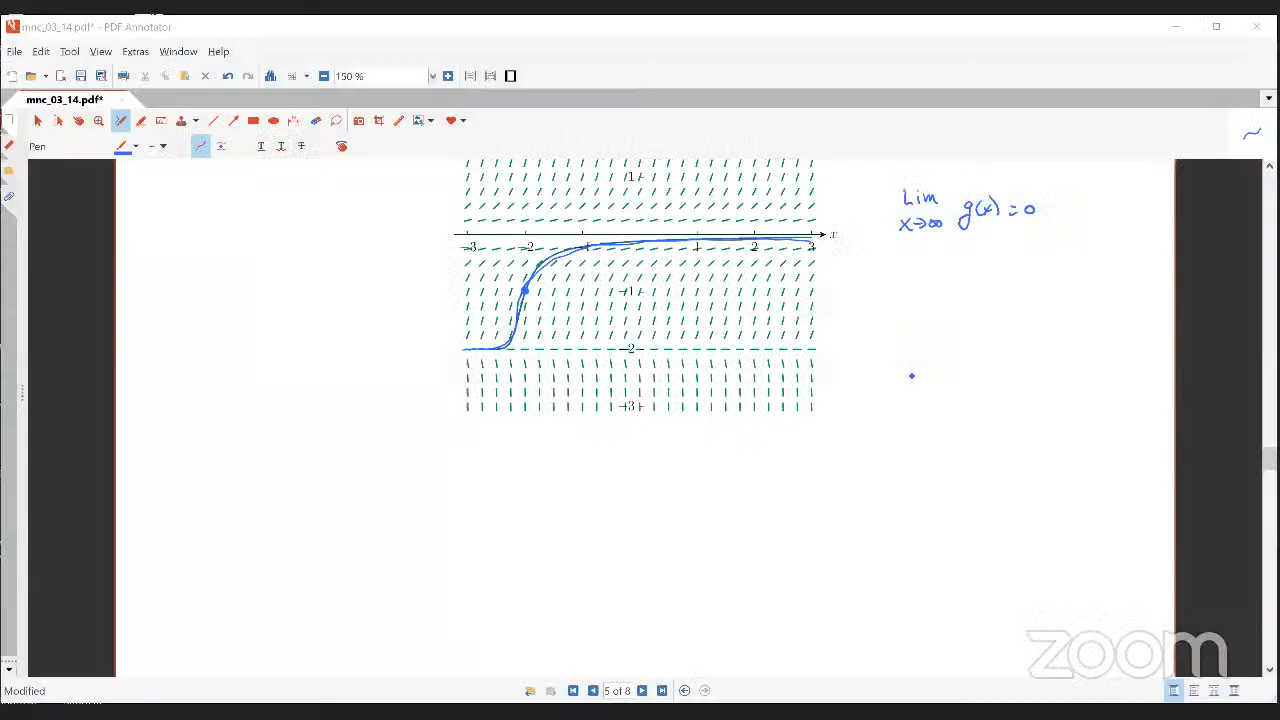 mnc_03_14.pdf* - PDF Annotator
File Edit Tool View Extras Window Help
150 %
mnc_03_14.pdf*
Pen
1
Lim
x→∞ g(x) = 0
x
-3 -2 -1 1 2 3
-1
-2
-3
zoom
Modified
5 of 8